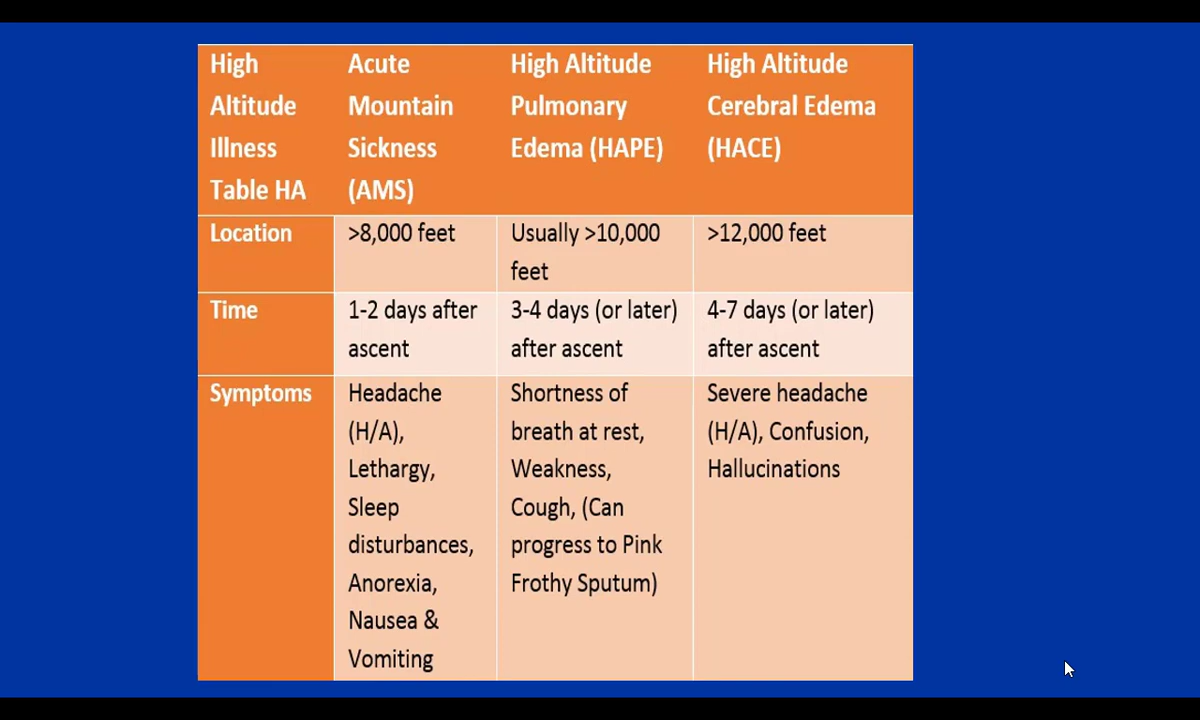 High
Altitude
Illness
Table HA
Acute
Mountain
Sickness
(AMS)
High Altitude
Pulmonary
Edema (HAPE)
High Altitude
Cerebral Edema
(HACE)
Location
>8,000 feet
Usually >10,000
feet
>12,000 feet
Time
1-2 days after
ascent
3-4 days (or later)
after ascent
4-7 days (or later)
after ascent
Symptoms
Headache
(H/A),
Lethargy,
Sleep
disturbances,
Anorexia,
Nausea &
Vomiting
Shortness of
breath at rest,
Weakness,
Cough, (Can
progress to Pink
Frothy Sputum)
Severe headache
(H/A), Confusion,
Hallucinations